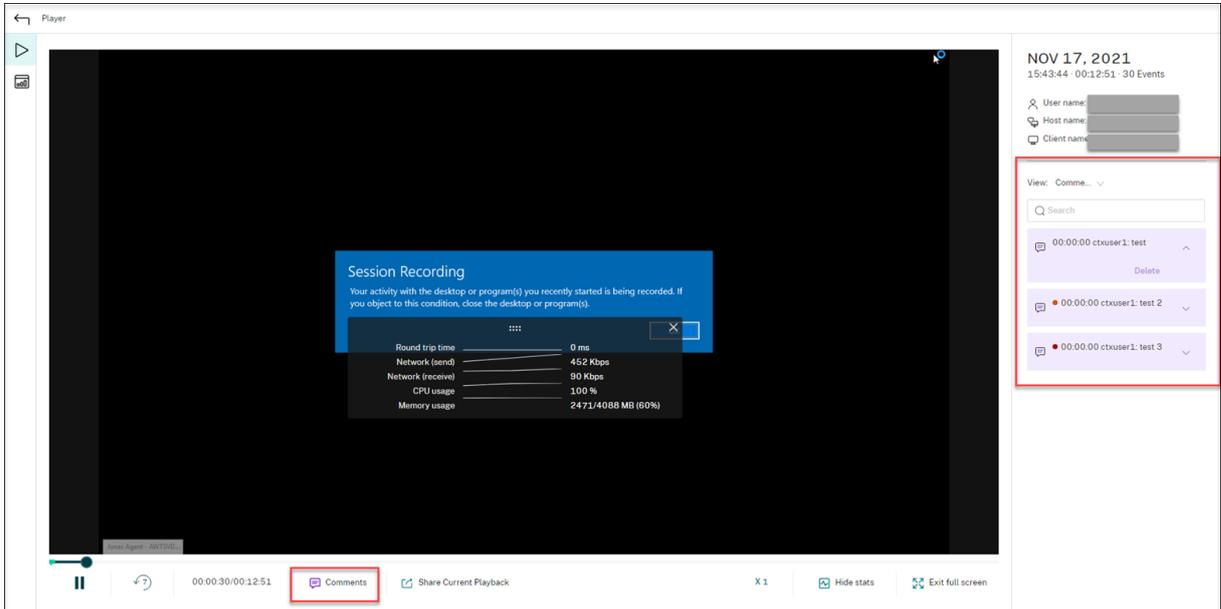 Player
NOV 17, 2021
15:43:44 · 00:12:51 · 30 Events
User name:
Host name:
Client name
View: Comme...
Search
00:00:00 ctxuser1: test
Delete
00:00:00 ctxuser1: test 2
00:00:00 ctxuser1: test 3
Session Recording
Your activity with the desktop or program(s) you recently started is being recorded. If
you object to this condition, close the desktop or program(s).
Round trip time 0 ms
Network (send) 452 Kbps
Network (receive) 90 Kbps
CPU usage 100 %
Memory usage 2471/4088 MB (60%)
7
00:00:30/00:12:51
Comments
Share Current Playback
X 1
Hide stats
Exit full screen